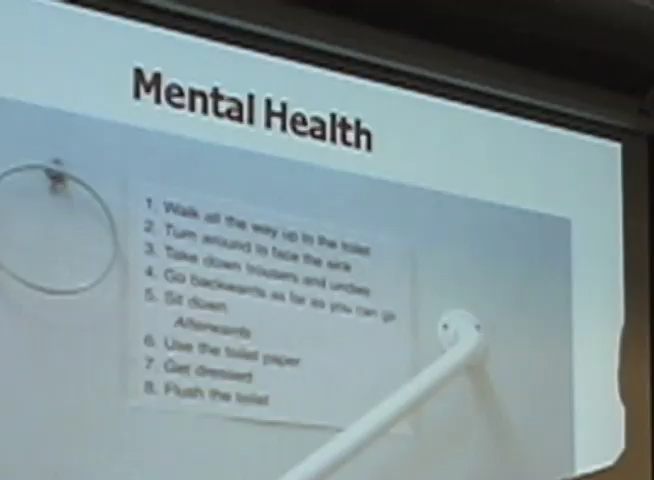 Mental Health
1. Walk all the way up to the toilet
2. Turn around to face the sink
3. Take down trousers and undies
4. Go backwards as far as you can go
5. Sit down
Afterwards
6. Use the toilet paper
7. Get dressed
8. Flush the toilet